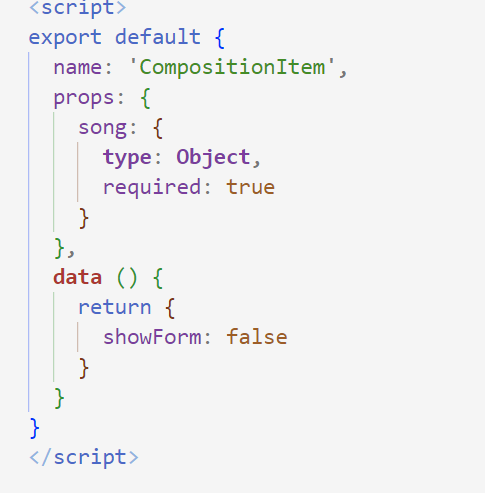 <script>
export default {
  name: 'CompositionItem',
  props: {
    song: {
      type: Object,
      required: true
    }
  },
  data () {
    return {
      showForm: false
    }
  }
}
</script>